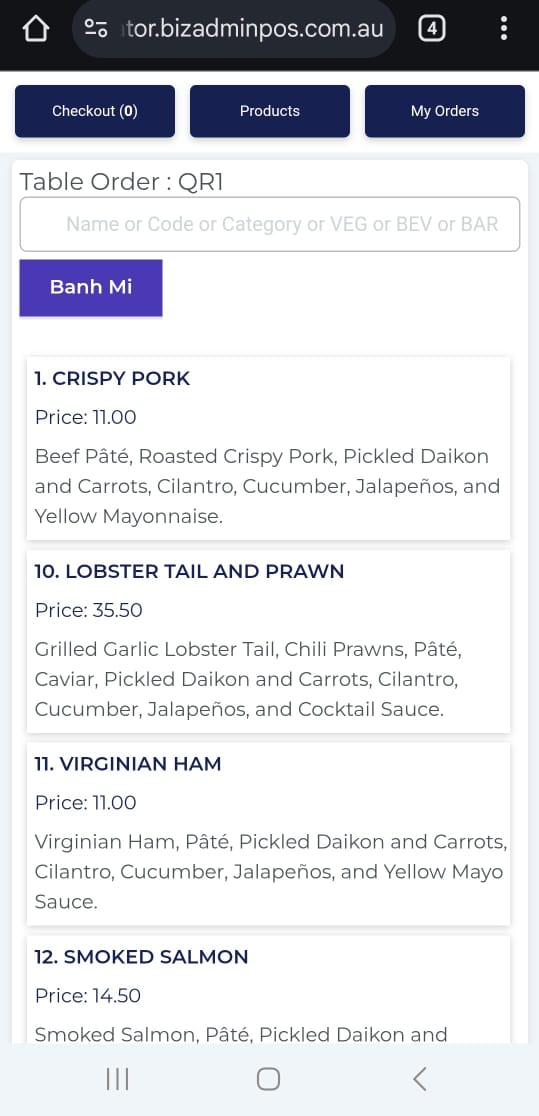 tor.bizadminpos.com.au
4
Checkout (0)
Products
My Orders
Table Order : QR1
Name or Code or Category or VEG or BEV or BAR
Banh Mi
1. CRISPY PORK
Price: 11.00
Beef Pâté, Roasted Crispy Pork, Pickled Daikon
and Carrots, Cilantro, Cucumber, Jalapeños, and
Yellow Mayonnaise.
10. LOBSTER TAIL AND PRAWN
Price: 35.50
Grilled Garlic Lobster Tail, Chili Prawns, Pâté,
Caviar, Pickled Daikon and Carrots, Cilantro,
Cucumber, Jalapeños, and Cocktail Sauce.
11. VIRGINIAN HAM
Price: 11.00
Virginian Ham, Pâté, Pickled Daikon and Carrots,
Cilantro, Cucumber, Jalapeños, and Yellow Mayo
Sauce.
12. SMOKED SALMON
Price: 14.50
Smoked Salmon, Pâté, Pickled Daikon and